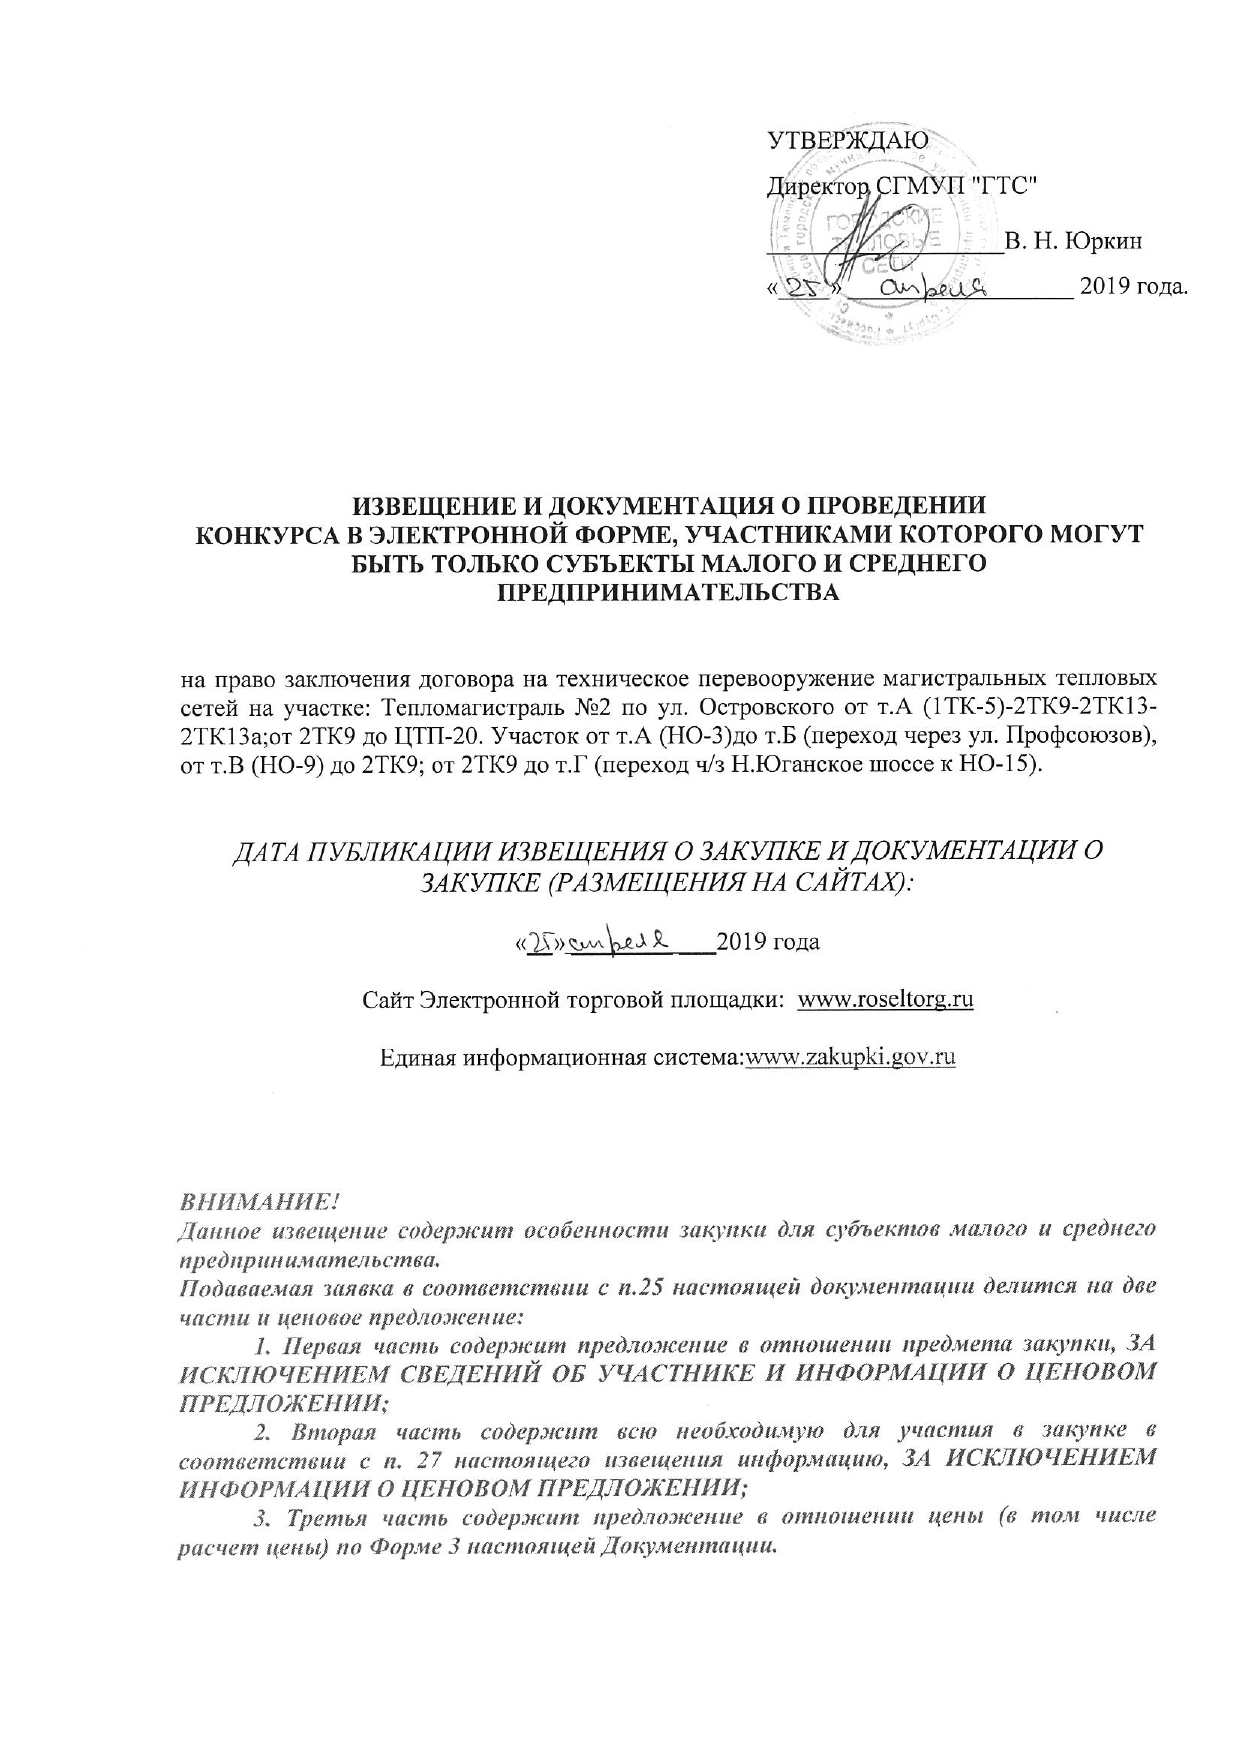 УТВЕРЖДАЮ
Директор СГМУП "ГТС"
ГОРОДСКИЕ
ТЕПЛОВЫЕ
СЕТИ
В. Н. Юркин
«25» апреля 2019 года.
ИЗВЕЩЕНИЕ И ДОКУМЕНТАЦИЯ О ПРОВЕДЕНИИ
КОНКУРСА В ЭЛЕКТРОННОЙ ФОРМЕ, УЧАСТНИКАМИ КОТОРОГО МОГУТ
БЫТЬ ТОЛЬКО СУБЪЕКТЫ МАЛОГО И СРЕДНЕГО
ПРЕДПРИНИМАТЕЛЬСТВА
на право заключения договора на техническое перевооружение магистральных тепловых
сетей на участке: Тепломагистраль №2 по ул. Островского от т.А (1ТК-5)-2ТК9-2ТК13-
2ТК13а;от 2ТК9 до ЦТП-20. Участок от т.А (НО-3)до т.Б (переход через ул. Профсоюзов),
от т.В (НО-9) до 2ТК9; от 2ТК9 до т.Г (переход ч/з Н.Юганское шоссе к НО-15).
ДАТА ПУБЛИКАЦИИ ИЗВЕЩЕНИЯ О ЗАКУПКЕ И ДОКУМЕНТАЦИИ О
ЗАКУПКЕ (РАЗМЕЩЕНИЯ НА САЙТАХ):
«25» апреля 2019 года
Сайт Электронной торговой площадки: www.roseltorg.ru
Единая информационная система:www.zakupki.gov.ru
ВНИМАНИЕ!
Данное извещение содержит особенности закупки для субъектов малого и среднего
предпринимательства.
Подаваемая заявка в соответствии с п.25 настоящей документации делится на две
части и ценовое предложение:
1. Первая часть содержит предложение в отношении предмета закупки, ЗА
ИСКЛЮЧЕНИЕМ СВЕДЕНИЙ ОБ УЧАСТНИКЕ И ИНФОРМАЦИИ О ЦЕНОВОМ
ПРЕДЛОЖЕНИИ;
2. Вторая часть содержит всю необходимую для участия в закупке в
соответствии с п. 27 настоящего извещения информацию, ЗА ИСКЛЮЧЕНИЕМ
ИНФОРМАЦИИ О ЦЕНОВОМ ПРЕДЛОЖЕНИИ;
3. Третья часть содержит предложение в отношении цены (в том числе
расчет цены) по Форме 3 настоящей Документации.